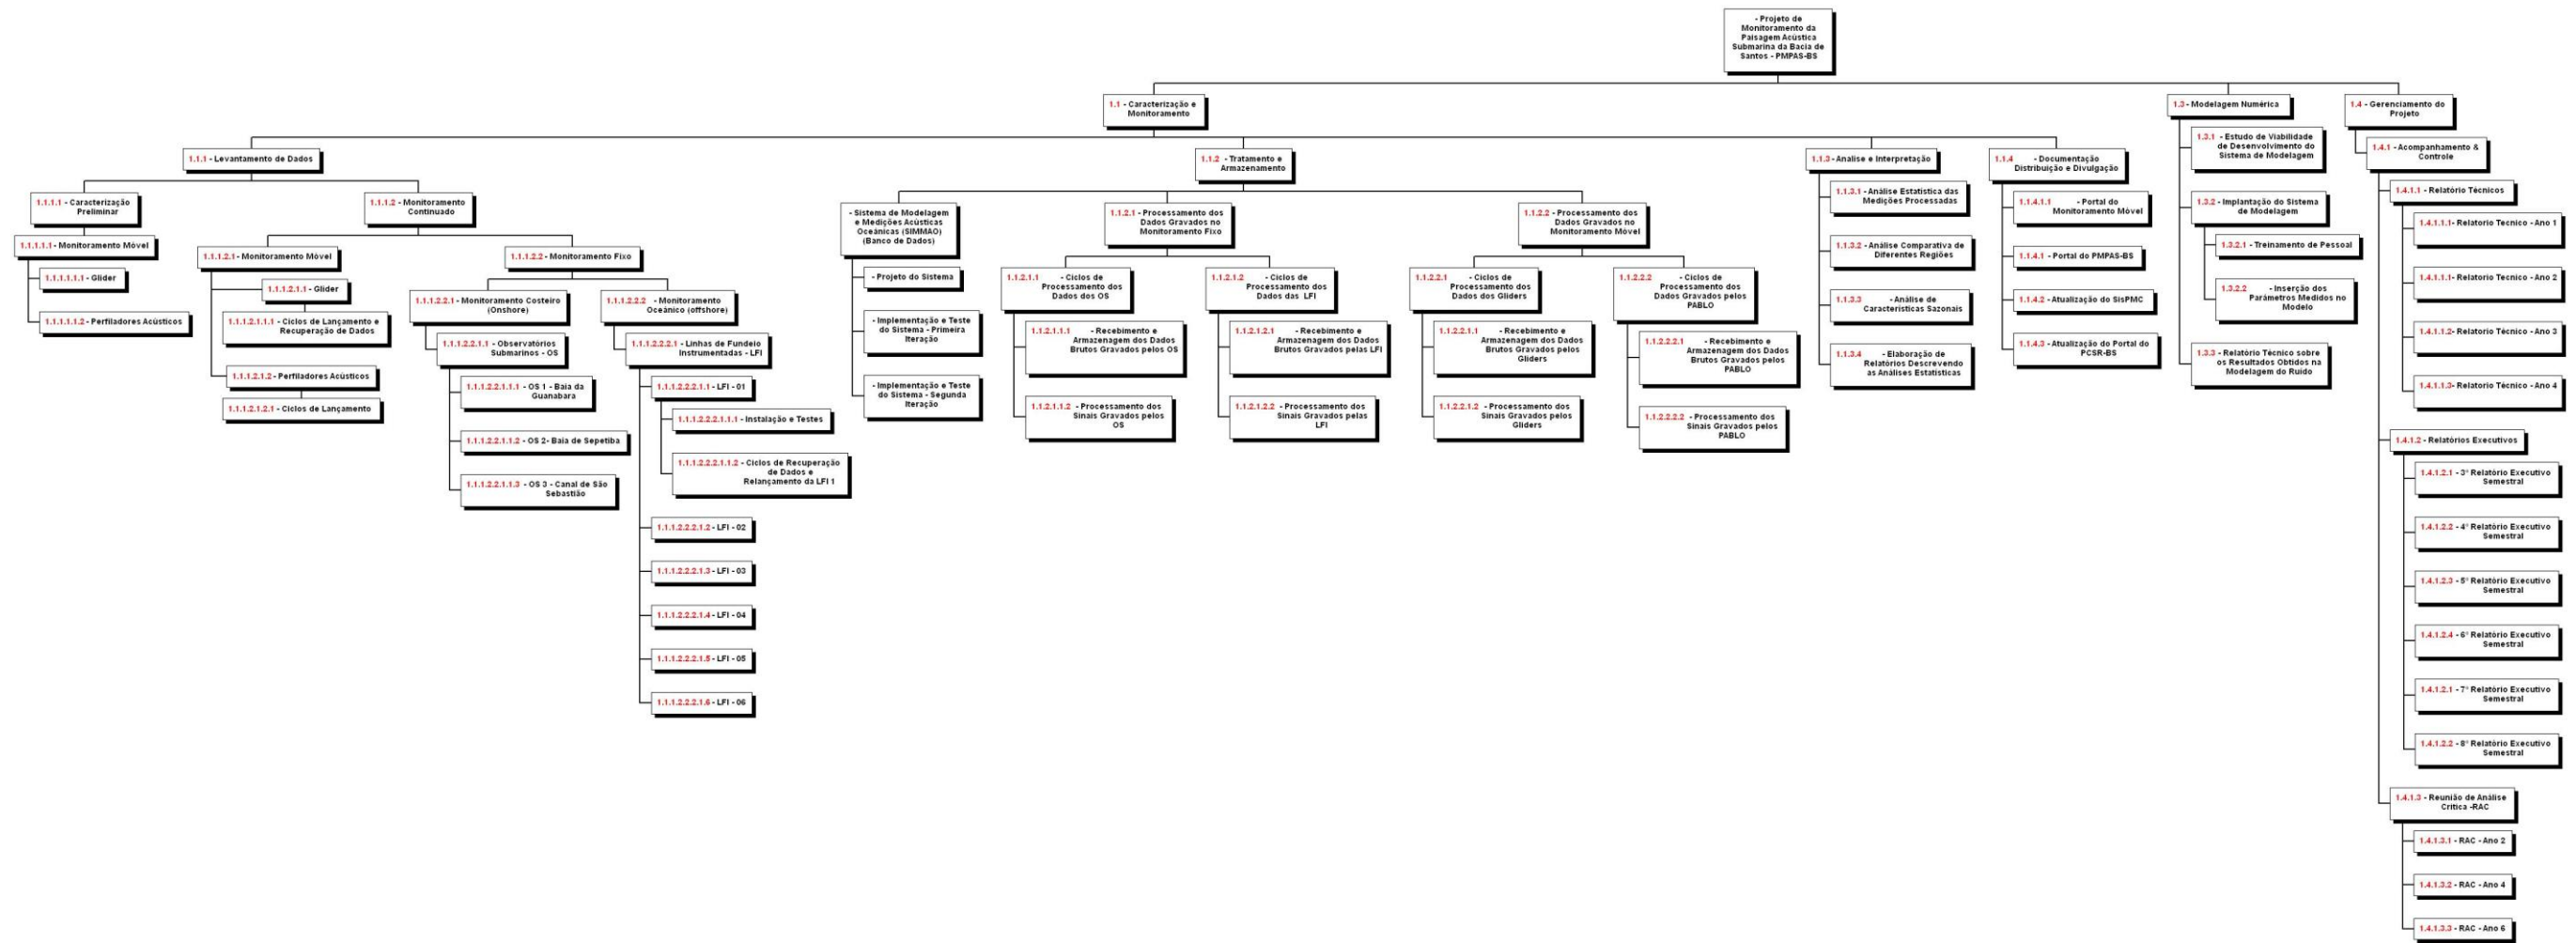 - Projeto de
Monitoramento da
Paisagem Acústica
Submarina da Bacia de
Santos - PMPAS-BS
1.1 - Caracterização e
Monitoramento
1.1.1 - Levantamento de Dados
1.1.1.1 - Caracterização
Preliminar
1.1.1.1.1- Monitoramento Móvel
1.1.1.1.1.1 - Glider
1.1.1.1.1.2 - Perfiladores Acústicos
1.1.1.2 - Monitoramento
Continuado
1.1.1.2.1 - Monitoramento Móvel
1.1.1.2.1.1 - Glider
1.1.1.2.1.1.1 - Ciclos de Lançamento e
Recuperação de Dados
1.1.1.2.1.2 - Perfiladores Acústicos
1.1.1.2.1.2.1 - Ciclos de Lançamento
1.1.1.2.2 - Monitoramento Fixo
1.1.1.2.2.1 - Monitoramento Costeiro
(Onshore)
1.1.1.2.2.1.1 - Observatórios
Submarinos - OS
1.1.1.2.2.1.1.1 - OS 1 - Baia da
Guanabara
1.1.1.2.2.1.1.2 - OS 2- Baia de Sepetiba
1.1.1.2.2.1.1.3 - OS 3 - Canal de São
Sebastião
1.1.1.2.2.2 - Monitoramento
Oceánico (offshore)
1.1.1.2.2.2.1 - Linhas de Fundeio
Instrumentadas - LFI
1.1.1.2.2.2.1.1 - LFI - 01
1.1.1.2.2.2.1.1.1 - Instalação e Testes
1.1.1.2.2.2.1.1.2 - Ciclos de Recuperação
de Dados e
Relançamento da LFI 1
1.1.1.2.2.2.1.2 - LFI - 02
1.1.1.2.2.2.1.3 - LFI - 03
1.1.1.2.2.2.1.4 - LFI - 04
1.1.1.2.2.2.1.5 - LFI - 05
1.1.1.2.2.2.1.6 - LFI - 06
1.1.2 - Tratamento e
Armazenamento
- Sistema de Modelagem
e Medições Acústicas
Oceánicas (SIMMAO)
(Banco de Dados)
- Projeto do Sistema
- Implementação e Teste
do Sistema - Primeira
Iteração
- Implementação e Teste
do Sistema - Segunda
Iteração
1.1.2.1 - Processamento dos
Dados Gravados no
Monitoramento Fixo
1.1.2.1.1 - Ciclos de
Processamento dos
Dados dos OS
1.1.2.1.1.1 - Recebimento e
Armazenagem dos Dados
Brutos Gravados pelos OS
1.1.2.1.1.2 - Processamento dos
Sinais Gravados pelos
OS
1.1.2.1.2 - Ciclos de
Processamento dos
Dados das LFI
1.1.2.1.2.1 - Recebimento e
Armazenagem dos Dados
Brutos Gravados pelas LFI
1.1.2.1.2.2 - Processamento dos
Sinais Gravados pelas
LFI
1.1.2.2 - Processamento dos
Dados Gravados no
Monitoramento Móvel
1.1.2.2.1 - Ciclos de
Processamento dos
Dados dos Gliders
1.1.2.2.1.1 - Recebimento e
Armazenagem dos Dados
Brutos Gravados pelos
Gliders
1.1.2.2.1.2 - Processamento dos
Sinais Gravados pelos
Gliders
1.1.2.2.2 - Ciclos de
Processamento dos
Dados Gravados pelos
PABLO
1.1.2.2.2.1 - Recebimento e
Armazenagem dos Dados
Brutos Gravados pelos
PABLO
1.1.2.2.2.2 - Processamento dos
Sinais Gravados pelos
PABLO
1.1.3 - Analise e Interpretação
1.1.3.1 - Análise Estatística das
Medições Processadas
1.1.3.2 - Análise Comparativa de
Diferentes Regiões
1.1.3.3 - Análise de
Características Sazonais
1.1.3.4 - Elaboração de
Relatórios Descrevendo
as Análises Estatísticas
1.1.4 - Documentação
Distribuição e Divulgação
1.1.4.1.1 - Portal do
Monitoramento Móvel
1.1.4.1 - Portal do PMPAS-BS
1.1.4.2 - Atualização do SisPMC
1.1.4.3 - Atualização do Portal do
PCSR-BS
1.3 - Modelagem Numérica
1.3.1 - Estudo de Viabilidade
de Desenvolvimento do
Sistema de Modelagem
1.3.2 - Implantação do Sistema
de Modelagem
1.3.2.1 - Treinamento de Pessoal
1.3.2.2 - Inserção dos
Parámetros Medidos no
Modelo
1.3.3 - Relatório Técnico sobre
os Resultados Obtidos na
Modelagem do Ruído
1.4 - Gerenciamento do
Projeto
1.4.1 - Acompanhamento &
Controle
1.4.1.1 - Relatório Técnicos
1.4.1.1.1- Relatorio Tecnico - Ano 1
1.4.1.1.1- Relatorio Tecnico - Ano 2
1.4.1.1.2- Relatorio Técnico - Ano 3
1.4.1.1.3- Relatorio Técnico - Ano 4
1.4.1.2 - Relatórios Executivos
1.4.1.2.1 - 3° Relatório Executivo
Semestral
1.4.1.2.2 - 4° Relatório Executivo
Semestral
1.4.1.2.3 - 5° Relatório Executivo
Semestral
1.4.1.2.4 - 6° Relatório Executivo
Semestral
1.4.1.2.1 - 7° Relatório Executivo
Semestral
1.4.1.2.2 - 8° Relatório Executivo
Semestral
1.4.1.3 - Reunião de Análise
Crítica -RAC
1.4.1.3.1 - RAC - Ano 2
1.4.1.3.2 - RAC - Ano 4
1.4.1.3.3 - RAC - Ano 6